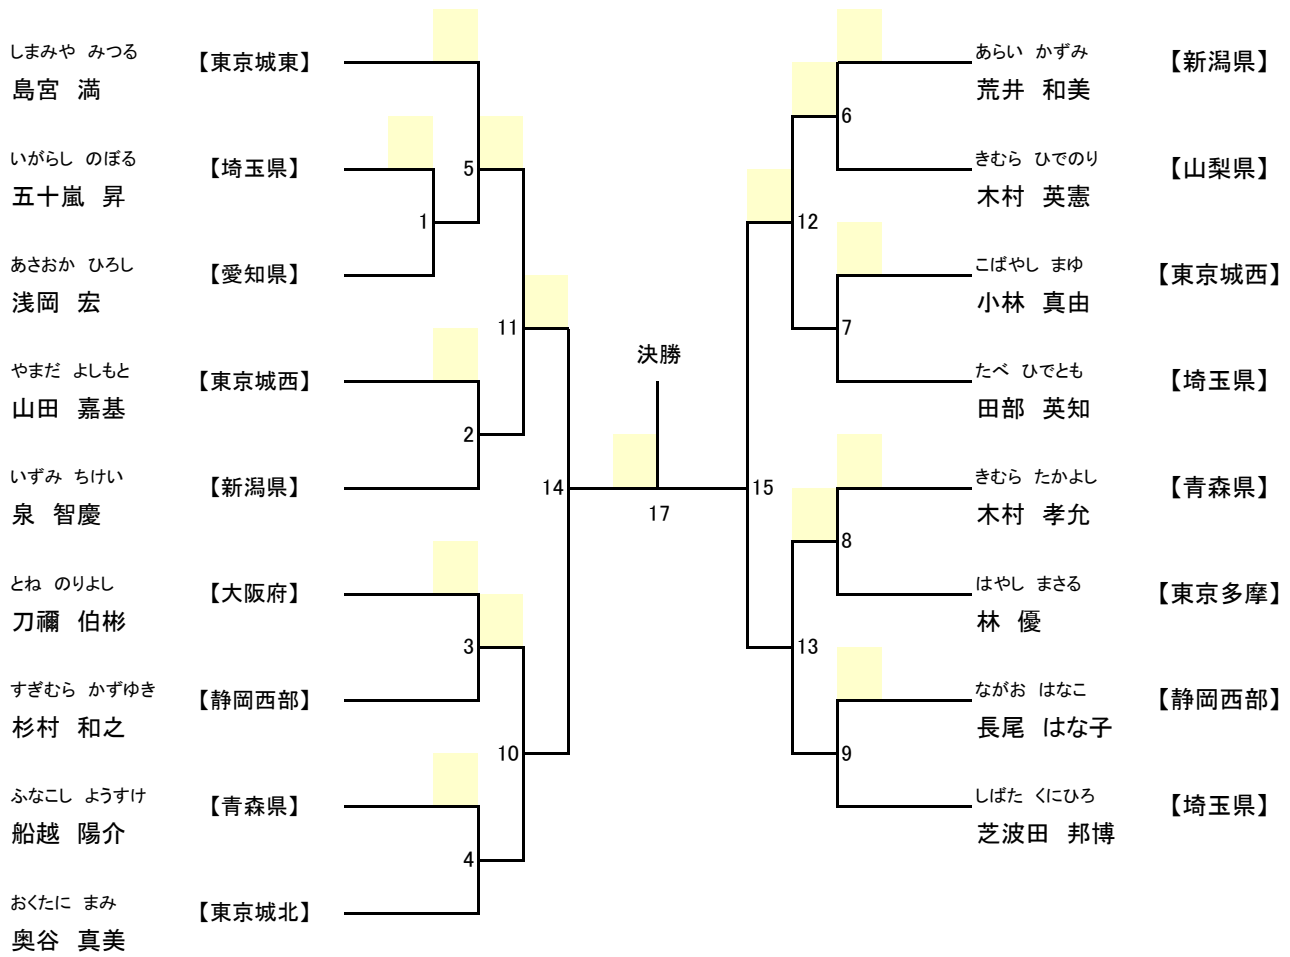 しまみや　みつる
島宮　満
【東京城東】
いがらし　のぼる
五十嵐　昇
【埼玉県】
あさおか　ひろし
浅岡　宏
【愛知県】
やまだ　よしもと
山田　嘉基
【東京城西】
いずみ　ちけい
泉　智慶
【新潟県】
とね　のりよし
刀禰　伯彬
【大阪府】
すぎむら　かずゆき
杉村　和之
【静岡西部】
ふなこし　ようすけ
船越　陽介
【青森県】
おくたに　まみ
奥谷　真美
【東京城北】
1
5
2
11
3
4
10
14
決勝
17
15
12
13
6
7
8
9
あらい　かずみ
荒井　和美
【新潟県】
きむら　ひでのり
木村　英憲
【山梨県】
こばやし　まゆ
小林　真由
【東京城西】
たべ　ひでとも
田部　英知
【埼玉県】
きむら　たかよし
木村　孝允
【青森県】
はやし　まさる
林　優
【東京多摩】
ながお　はなこ
長尾　はな子
【静岡西部】
しばた　くにひろ
芝波田　邦博
【埼玉県】